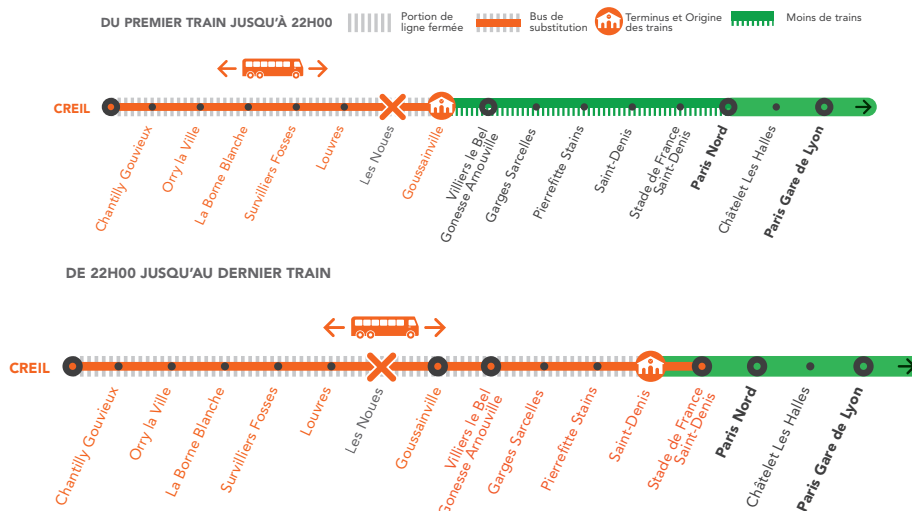 DU PREMIER TRAIN JUSQU'À 22H00
Portion de
ligne fermée
Bus de
substitution
Terminus et Origine
des trains
Moins de trains
CREIL
Chantilly Gouvieux
Orry la Ville
La Borne Blanche
Survilliers Fosses
Louvres
Les Noues
Goussainville
Villiers le Bel
Gonesse Arnouville
Garges Sarcelles
Pierrefitte Stains
Saint-Denis
Stade de France
Saint-Denis
Paris Nord
Châtelet Les Halles
Paris Gare de Lyon
DE 22H00 JUSQU'AU DERNIER TRAIN
CREIL
Chantilly Gouvieux
Orry la Ville
La Borne Blanche
Survilliers Fosses
Louvres
Les Noues
Goussainville
Villiers le Bel
Gonesse Arnouville
Garges Sarcelles
Pierrefitte Stains
Saint-Denis
Stade de France
Saint-Denis
Paris Nord
Châtelet Les Halles
Paris Gare de Lyon